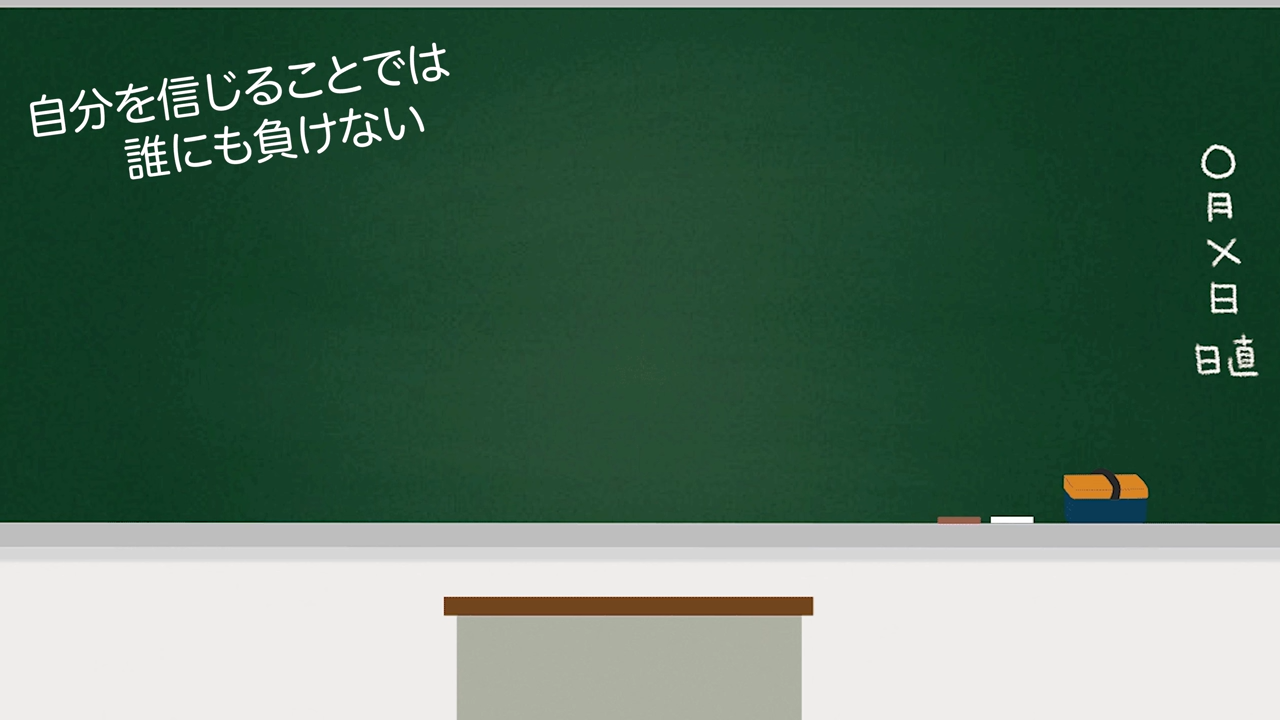 自分を信じることでは
誰にも負けない
〇月×日
日直